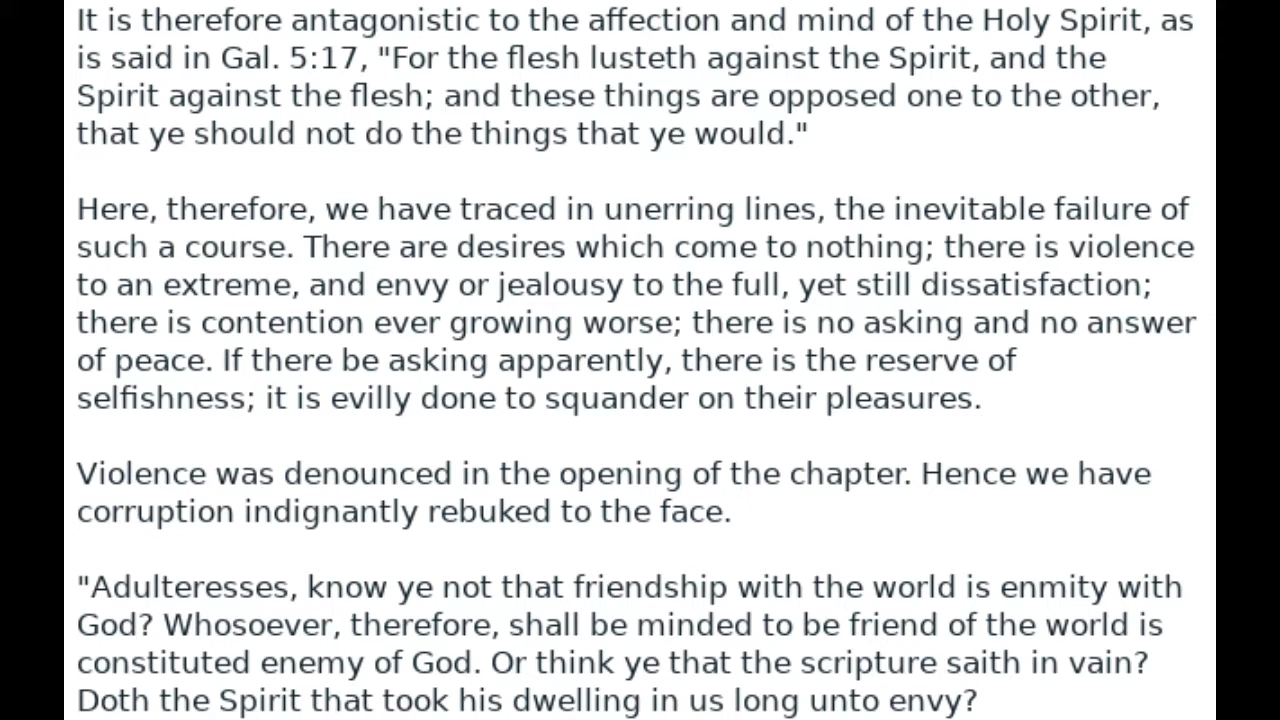 It is therefore antagonistic to the affection and mind of the Holy Spirit, as
is said in Gal. 5:17, "For the flesh lusteth against the Spirit, and the
Spirit against the flesh; and these things are opposed one to the other,
that ye should not do the things that ye would."
Here, therefore, we have traced in unerring lines, the inevitable failure of
such a course. There are desires which come to nothing; there is violence
to an extreme, and envy or jealousy to the full, yet still dissatisfaction;
there is contention ever growing worse; there is no asking and no answer
of peace. If there be asking apparently, there is the reserve of
selfishness; it is evilly done to squander on their pleasures.
Violence was denounced in the opening of the chapter. Hence we have
corruption indignantly rebuked to the face.
"Adulteresses, know ye not that friendship with the world is enmity with
God? Whosoever, therefore, shall be minded to be friend of the world is
constituted enemy of God. Or think ye that the scripture saith in vain?
Doth the Spirit that took his dwelling in us long unto envy?